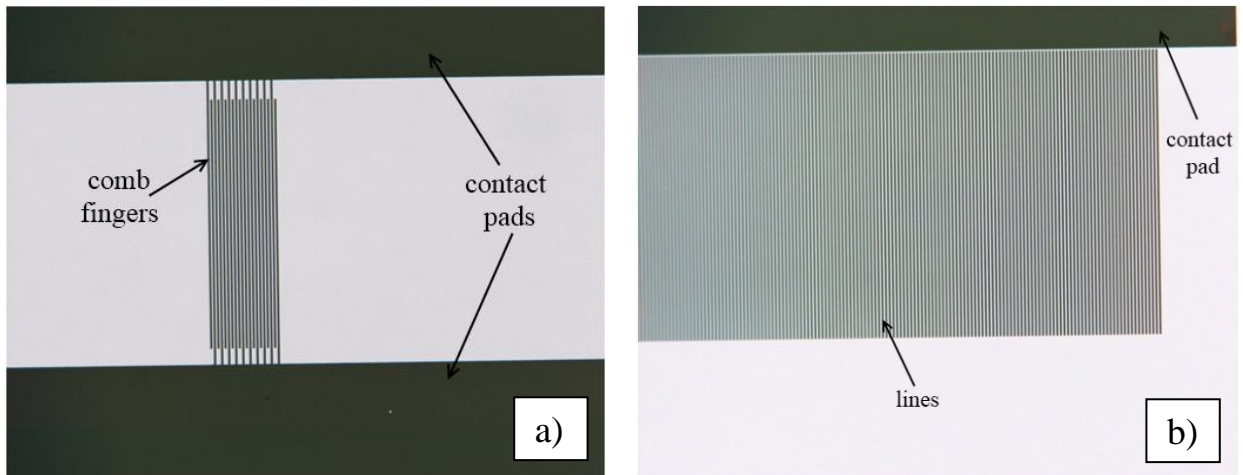 comb
fingers
contact
pads
a)
contact
pad
lines
b)